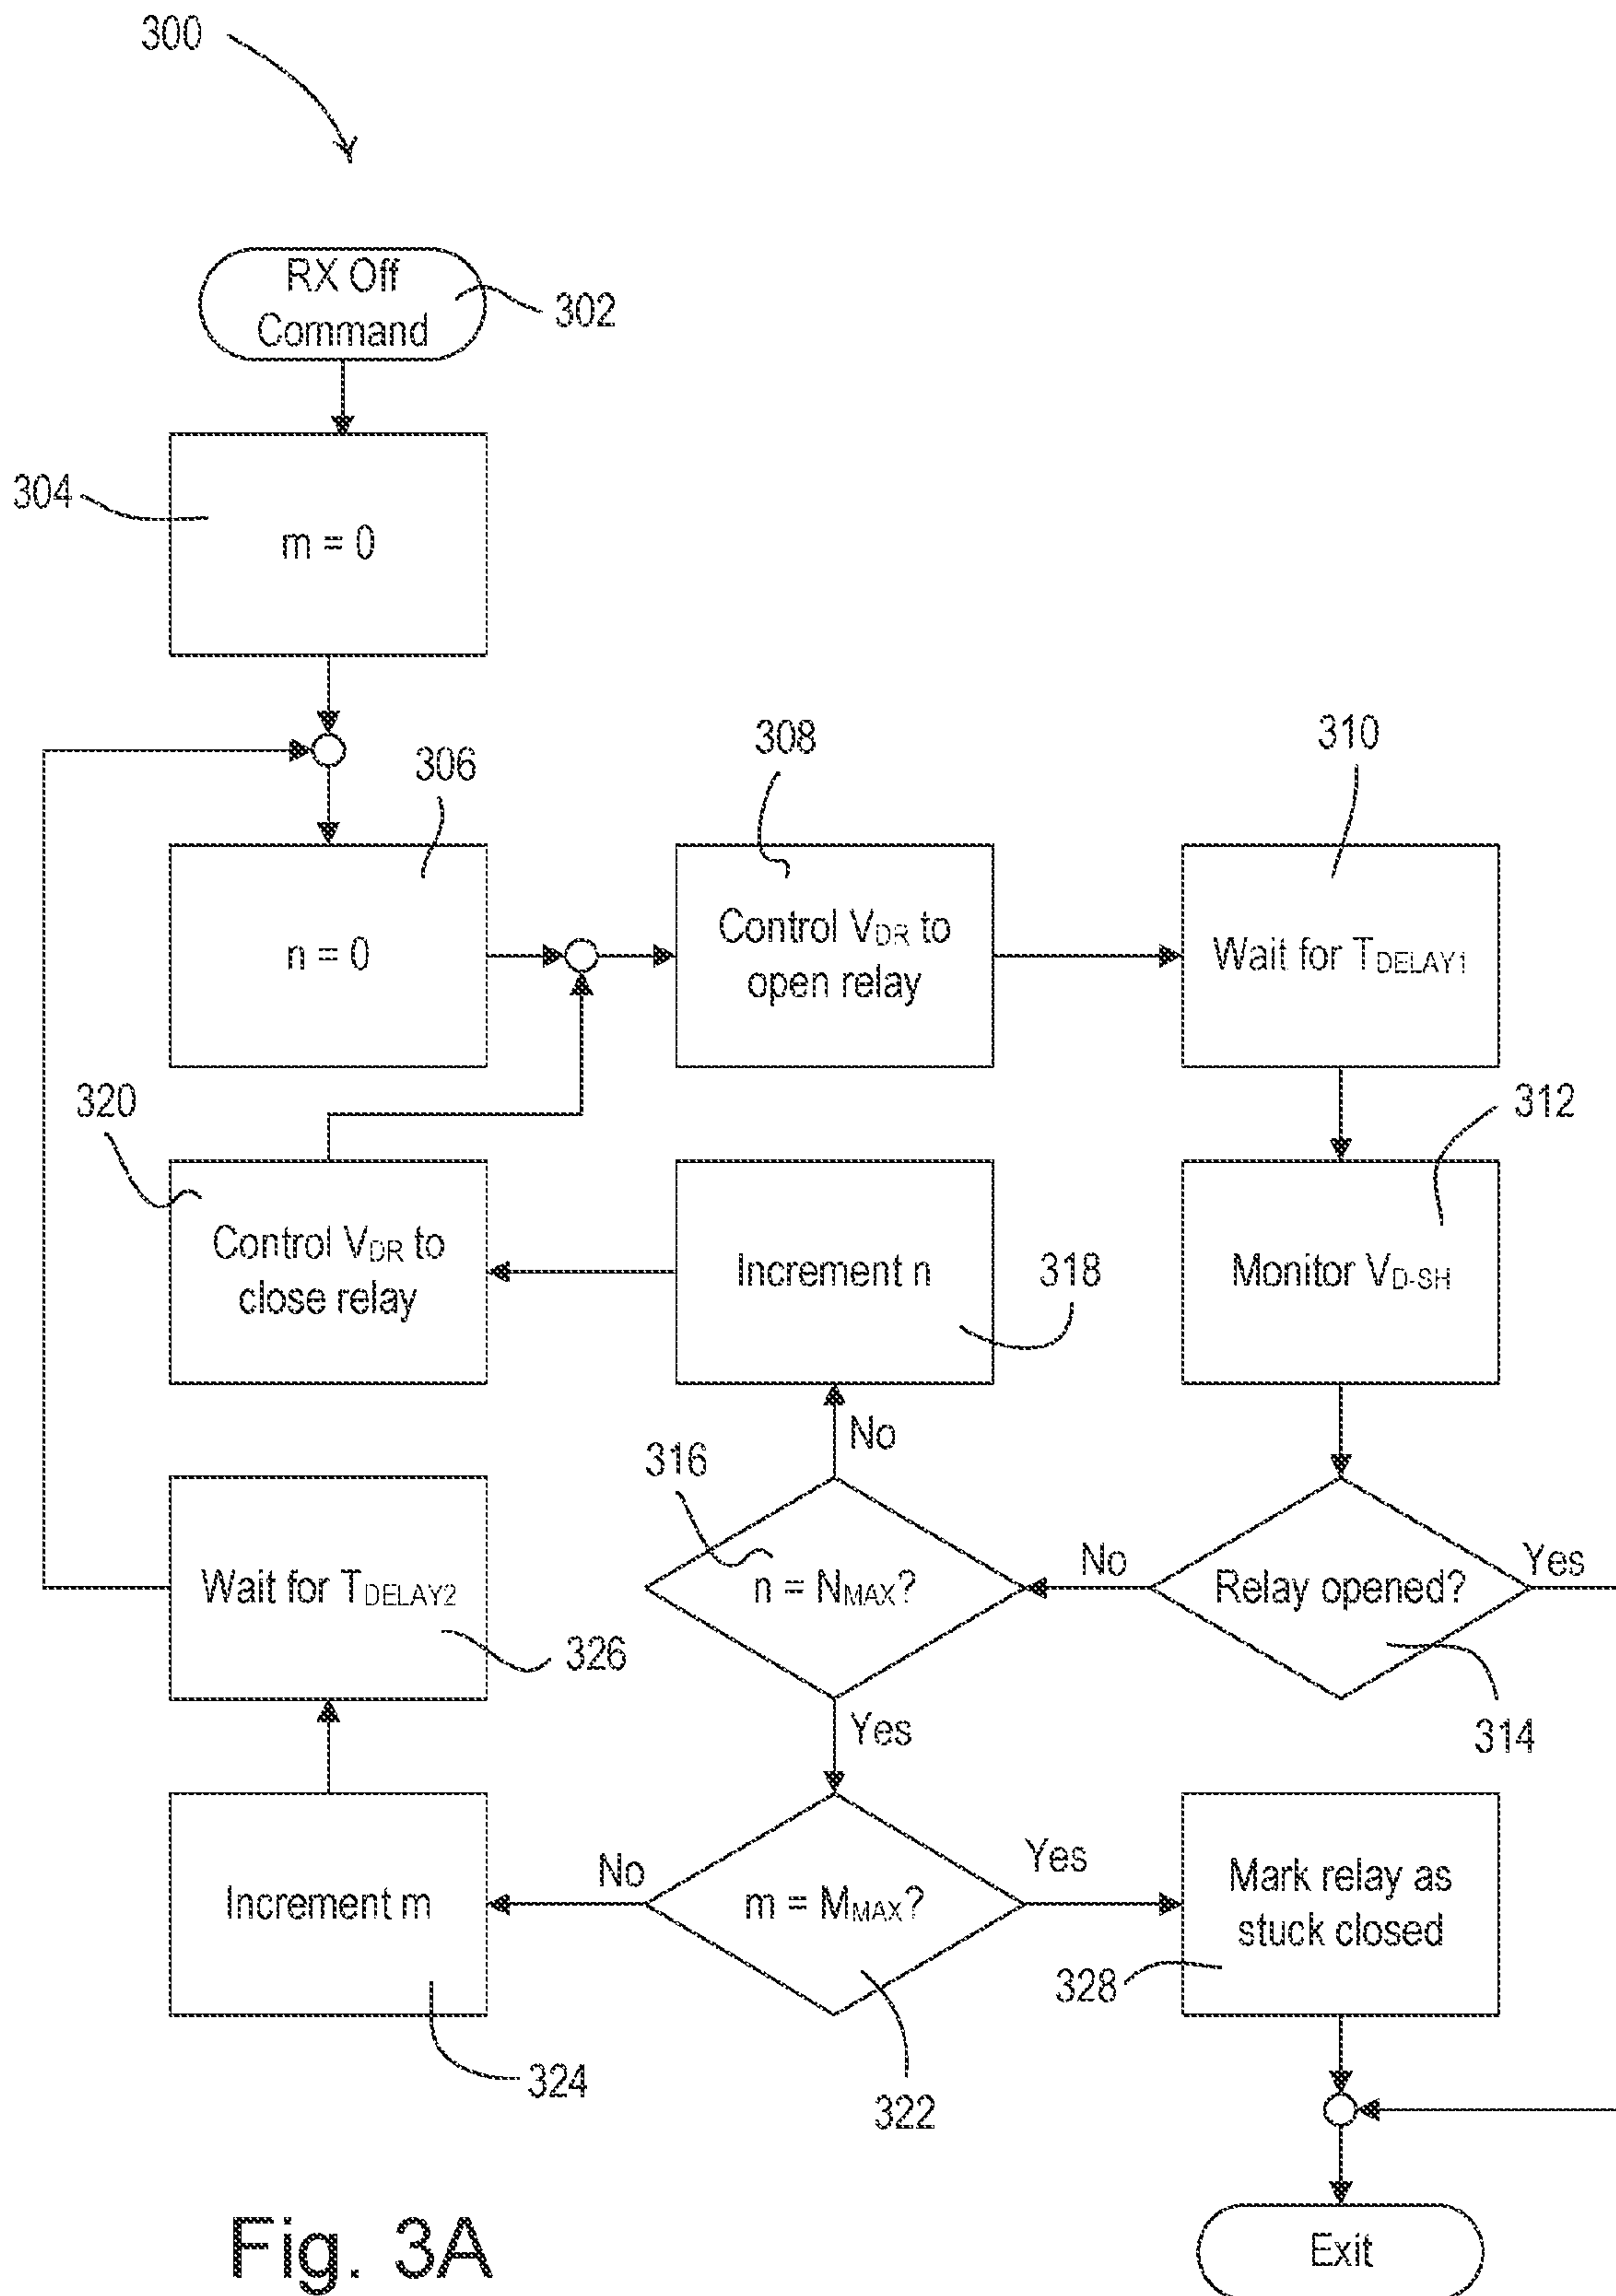 300
RX Off
Command
302
304
m = 0
306
n = 0
308
Control VDR to
open relay
310
Wait for TDELAY1
312
Monitor VD-SH
320
Control VDR to
close relay
Increment n
318
No
316
n = NMAX?
No
Relay opened?
Yes
314
Wait for TDELAY2
326
Yes
Increment m
324
No
m = MMAX?
322
Yes
Mark relay as
stuck closed
328
Exit
Fig. 3A